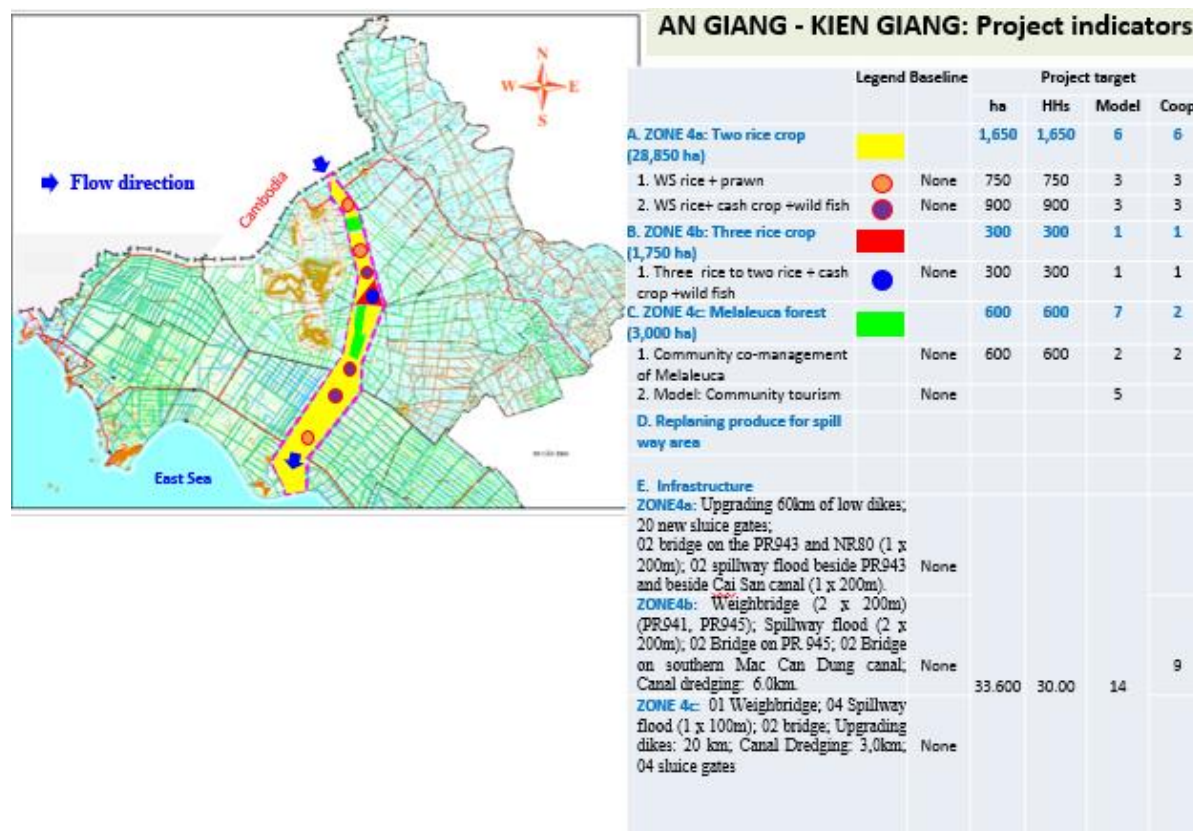 AN GIANG - KIEN GIANG: Project indicators
N
W E
S
Flow direction
Cambodia
East Sea
Legend Baseline Project target
ha HHs Model Coop
A. ZONE 4a: Two rice crop 1,650 1,650 6 6
(28,850 ha)
1. WS rice + prawn None 750 750 3 3
2. WS rice+ cash crop +wild fish None 900 900 3 3
B. ZONE 4b: Three rice crop 300 300 1 1
(1,750 ha)
1. Three rice to two rice + cash None 300 300 1 1
crop +wild fish
C. ZONE 4c: Melaleuca forest 600 600 7 2
(3,000 ha)
1. Community co-management None 600 600 2 2
of Melaleuca
2. Model: Community tourism None 5
D. Replaning produce for spill
way area
E. Infrastructure
ZONE4a: Upgrading 60km of low dikes;
20 new sluice gates;
02 bridge on the PR943 and NR80 (1 x
200m); 02 spillway flood beside PR943 None
and beside Cai San canal (1 x 200m).
ZONE4b: Weighbridge (2 x 200m)
(PR941, PR945); Spillway flood (2 x
200m); 02 Bridge on PR 945; 02 Bridge
on southern Mac Can Dung canal; None 9
Canal dredging: 6.0km. 33.600 30.00 14
ZONE 4c: 01 Weighbridge; 04 Spillway
flood (1 x 100m); 02 bridge; Upgrading
dikes: 20 km; Canal Dredging: 3,0km; None
04 sluice gates